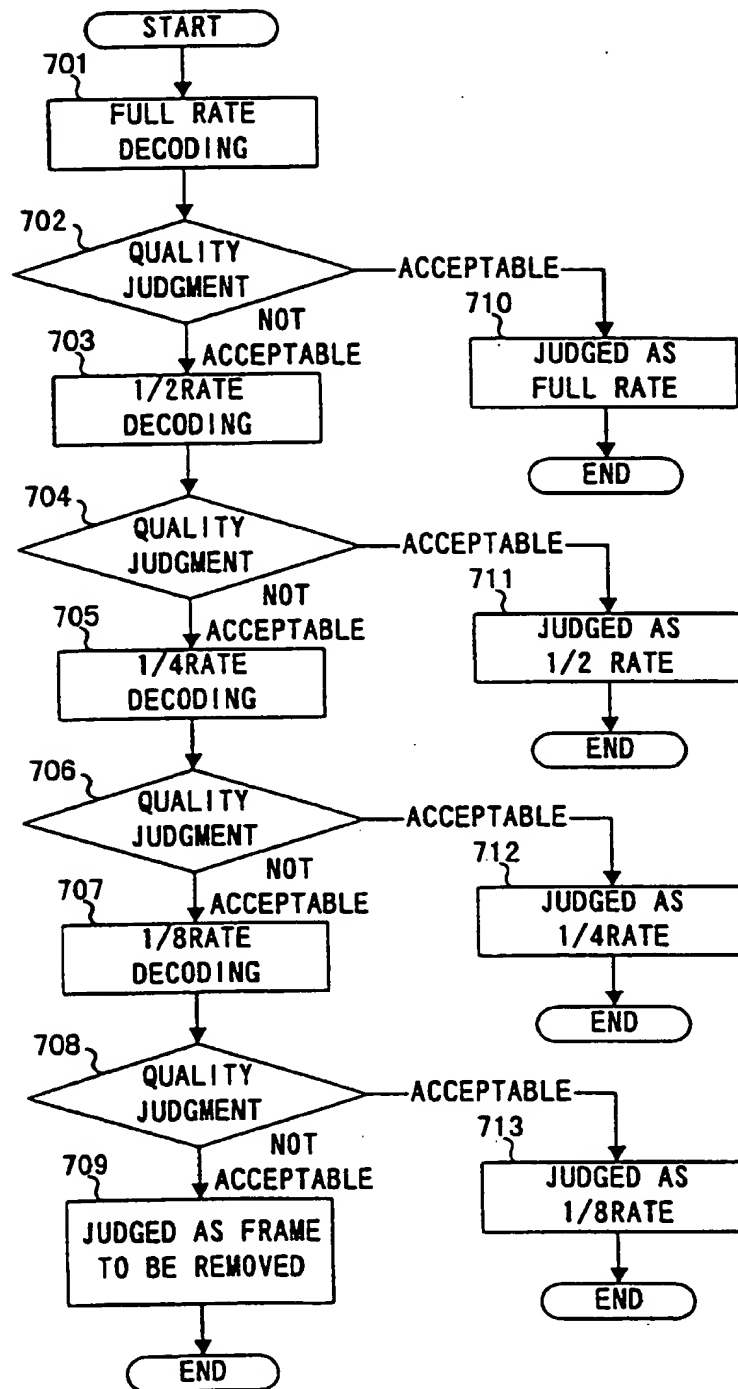 START
701
FULL RATE
DECODING
702
QUALITY
JUDGMENT
ACCEPTABLE
NOT
ACCEPTABLE
710
JUDGED AS
FULL RATE
END
703
1/2RATE
DECODING
704
QUALITY
JUDGMENT
ACCEPTABLE
NOT
ACCEPTABLE
711
JUDGED AS
1/2 RATE
END
705
1/4RATE
DECODING
706
QUALITY
JUDGMENT
ACCEPTABLE
NOT
ACCEPTABLE
712
JUDGED AS
1/4RATE
END
707
1/8RATE
DECODING
708
QUALITY
JUDGMENT
ACCEPTABLE
NOT
ACCEPTABLE
713
JUDGED AS
1/8RATE
END
709
JUDGED AS FRAME
TO BE REMOVED
END